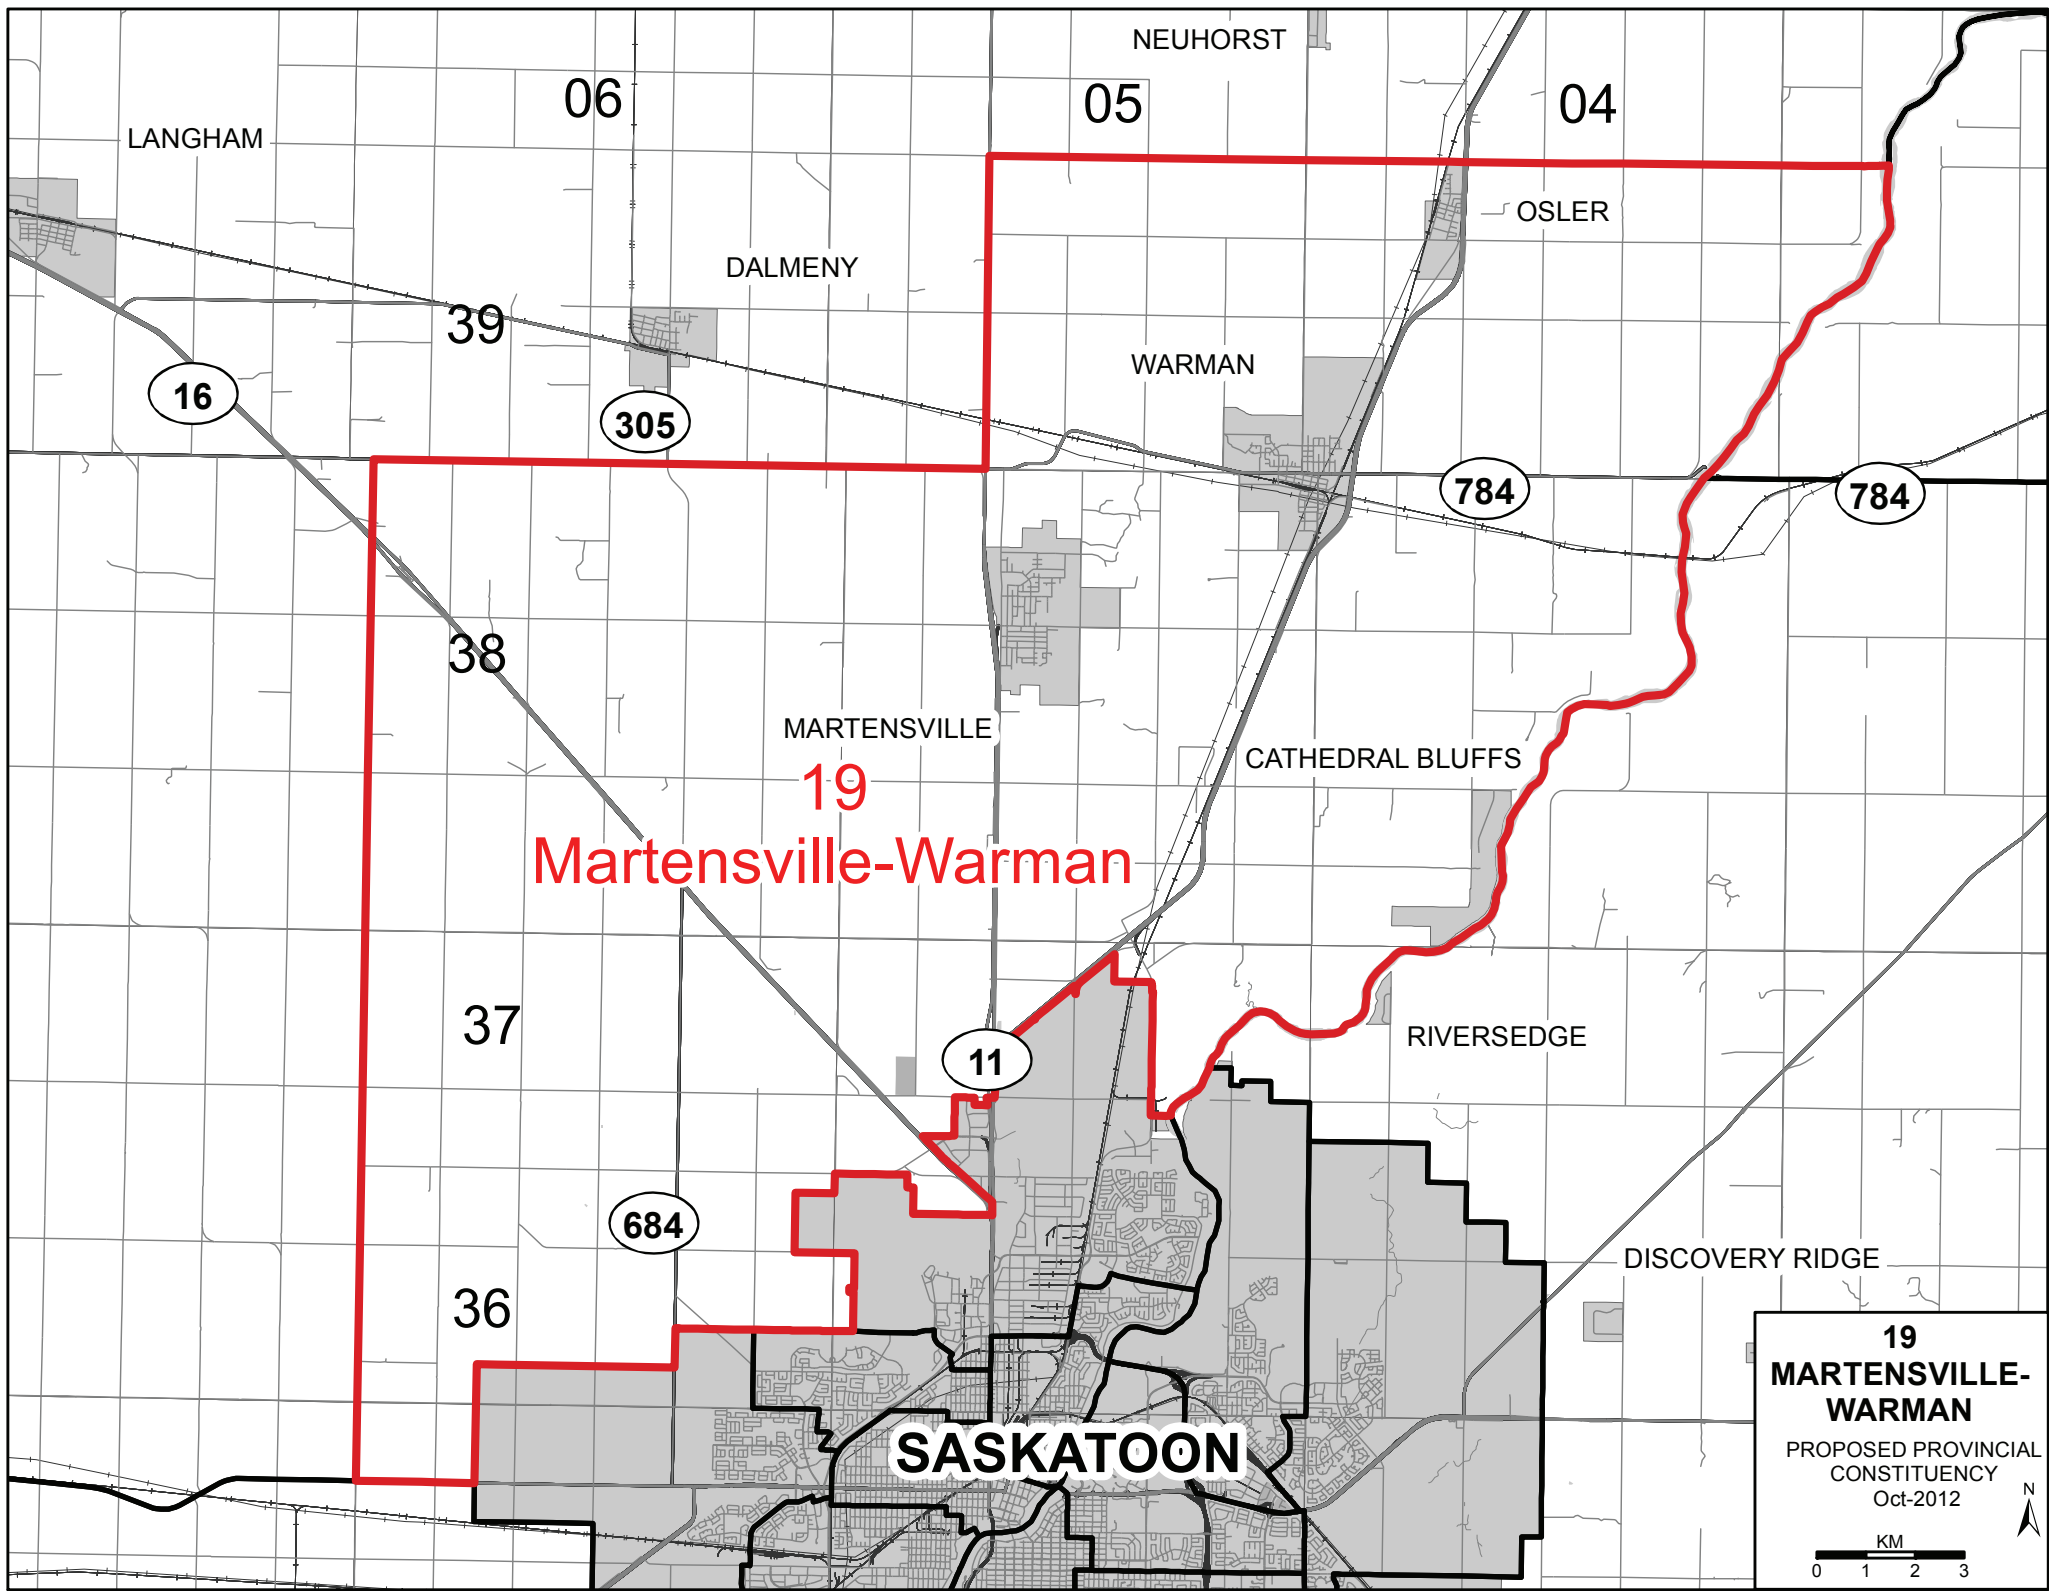 NEUHORST
06
05
04
LANGHAM
OSLER
DALMENY
39
WARMAN
16
305
784
784
38
MARTENSVILLE
CATHEDRAL BLUFFS
19
Martensville-Warman
37
11
RIVERSEDGE
684
DISCOVERY RIDGE
36
SASKATOON
19
MARTENSVILLE-
WARMAN
PROPOSED PROVINCIAL
CONSTITUENCY
Oct-2012
N
KM
0 1 2 3